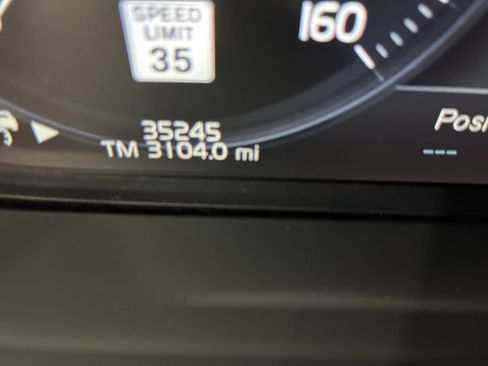 SPEED
LIMIT
35
160
35245
TM 3104.0 mi
Posi
---